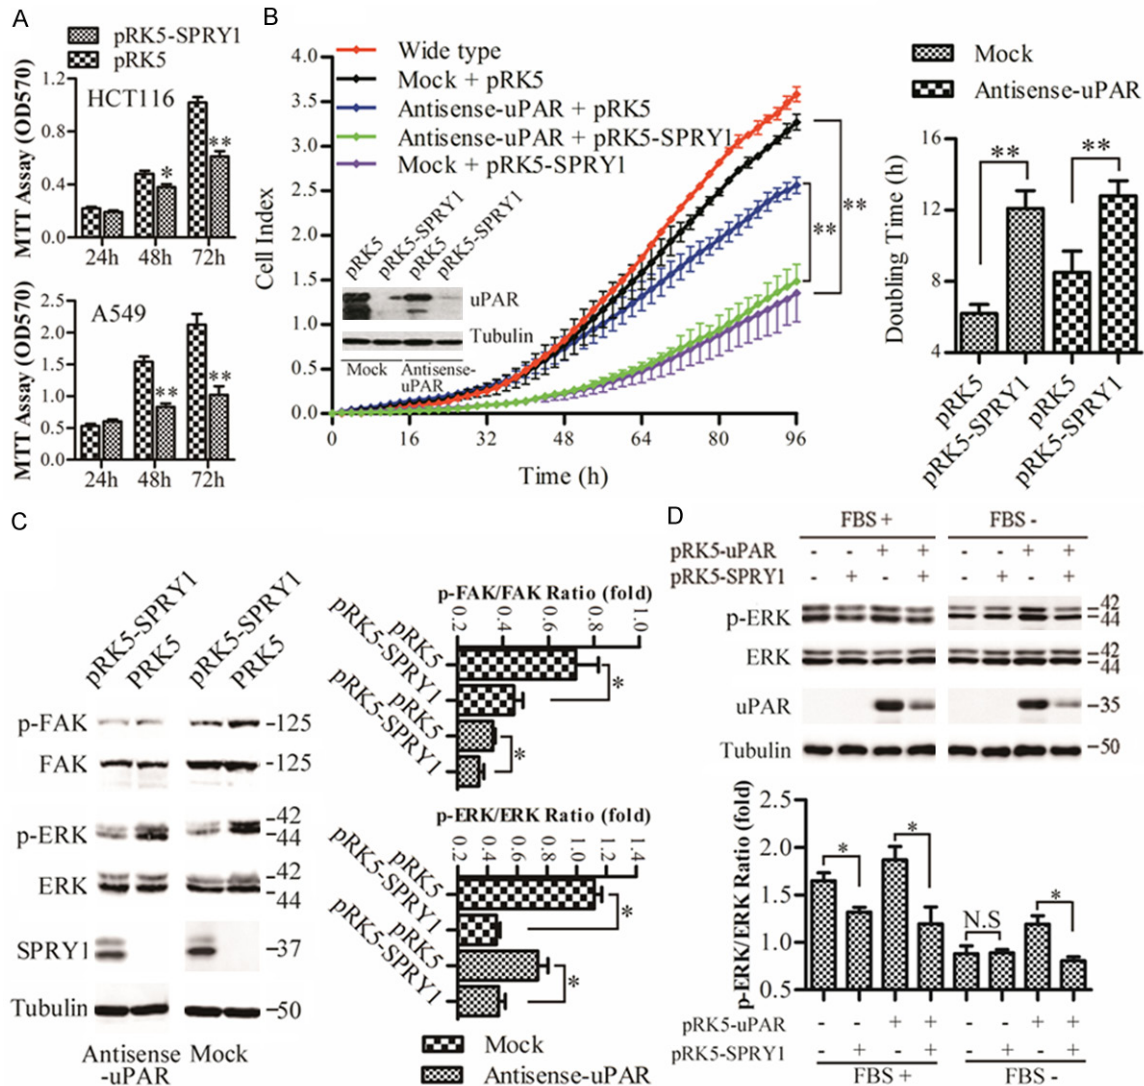 A
pRK5-SPRY1
pRK5
HCT116
MTT Assay (OD570)
1.2
0.8
0.4
0.0
*
**
24h 48h 72h
A549
MTT Assay (OD570)
2.5
2.0
1.5
1.0
0.5
0.0
**
**
24h 48h 72h
B
Wide type
Mock + pRK5
Antisense-uPAR + pRK5
Antisense-uPAR + pRK5-SPRY1
Mock + pRK5-SPRY1
Cell Index
4.0
3.5
3.0
2.5
2.0
1.5
1.0
0.5
0.0
0 16 32 48 64 80 96
Time (h)
**
**
pRK5
pRK5-SPRY1
pRK5
pRK5-SPRY1
uPAR
Tubulin
Mock Antisense-
uPAR
Mock
Antisense-uPAR
Doubling Time (h)
16
12
8
4
**
**
pRK5
pRK5-SPRY1
pRK5
pRK5-SPRY1
C
pRK5-SPRY1
PRK5
pRK5-SPRY1
PRK5
p-FAK -125
FAK -125
p-ERK -42
-44
ERK -42
44
SPRY1 -37
Tubulin -50
Antisense Mock
-uPAR
p-FAK/FAK Ratio (fold)
0.2 0.4 0.6 0.8 1.0
pRK5
pRK5-SPRY1
pRK5
pRK5-SPRY1
*
*
p-ERK/ERK Ratio (fold)
0.2 0.4 0.6 0.8 1.0 1.2 1.4
pRK5
pRK5-SPRY1
pRK5
pRK5-SPRY1
*
*
Mock
Antisense-uPAR
D
FBS + FBS -
pRK5-uPAR - - + + - - + +
pRK5-SPRY1 - + - + - + - +
p-ERK -42
-44
ERK -42
-44
uPAR -35
Tubulin -50
p-ERK/ERK Ratio (fold)
2.5
2.0
1.5
1.0
0.5
*
*
N.S
*
pRK5-uPAR - - + + - - + +
pRK5-SPRY1 - + - + - + - +
FBS + FBS -